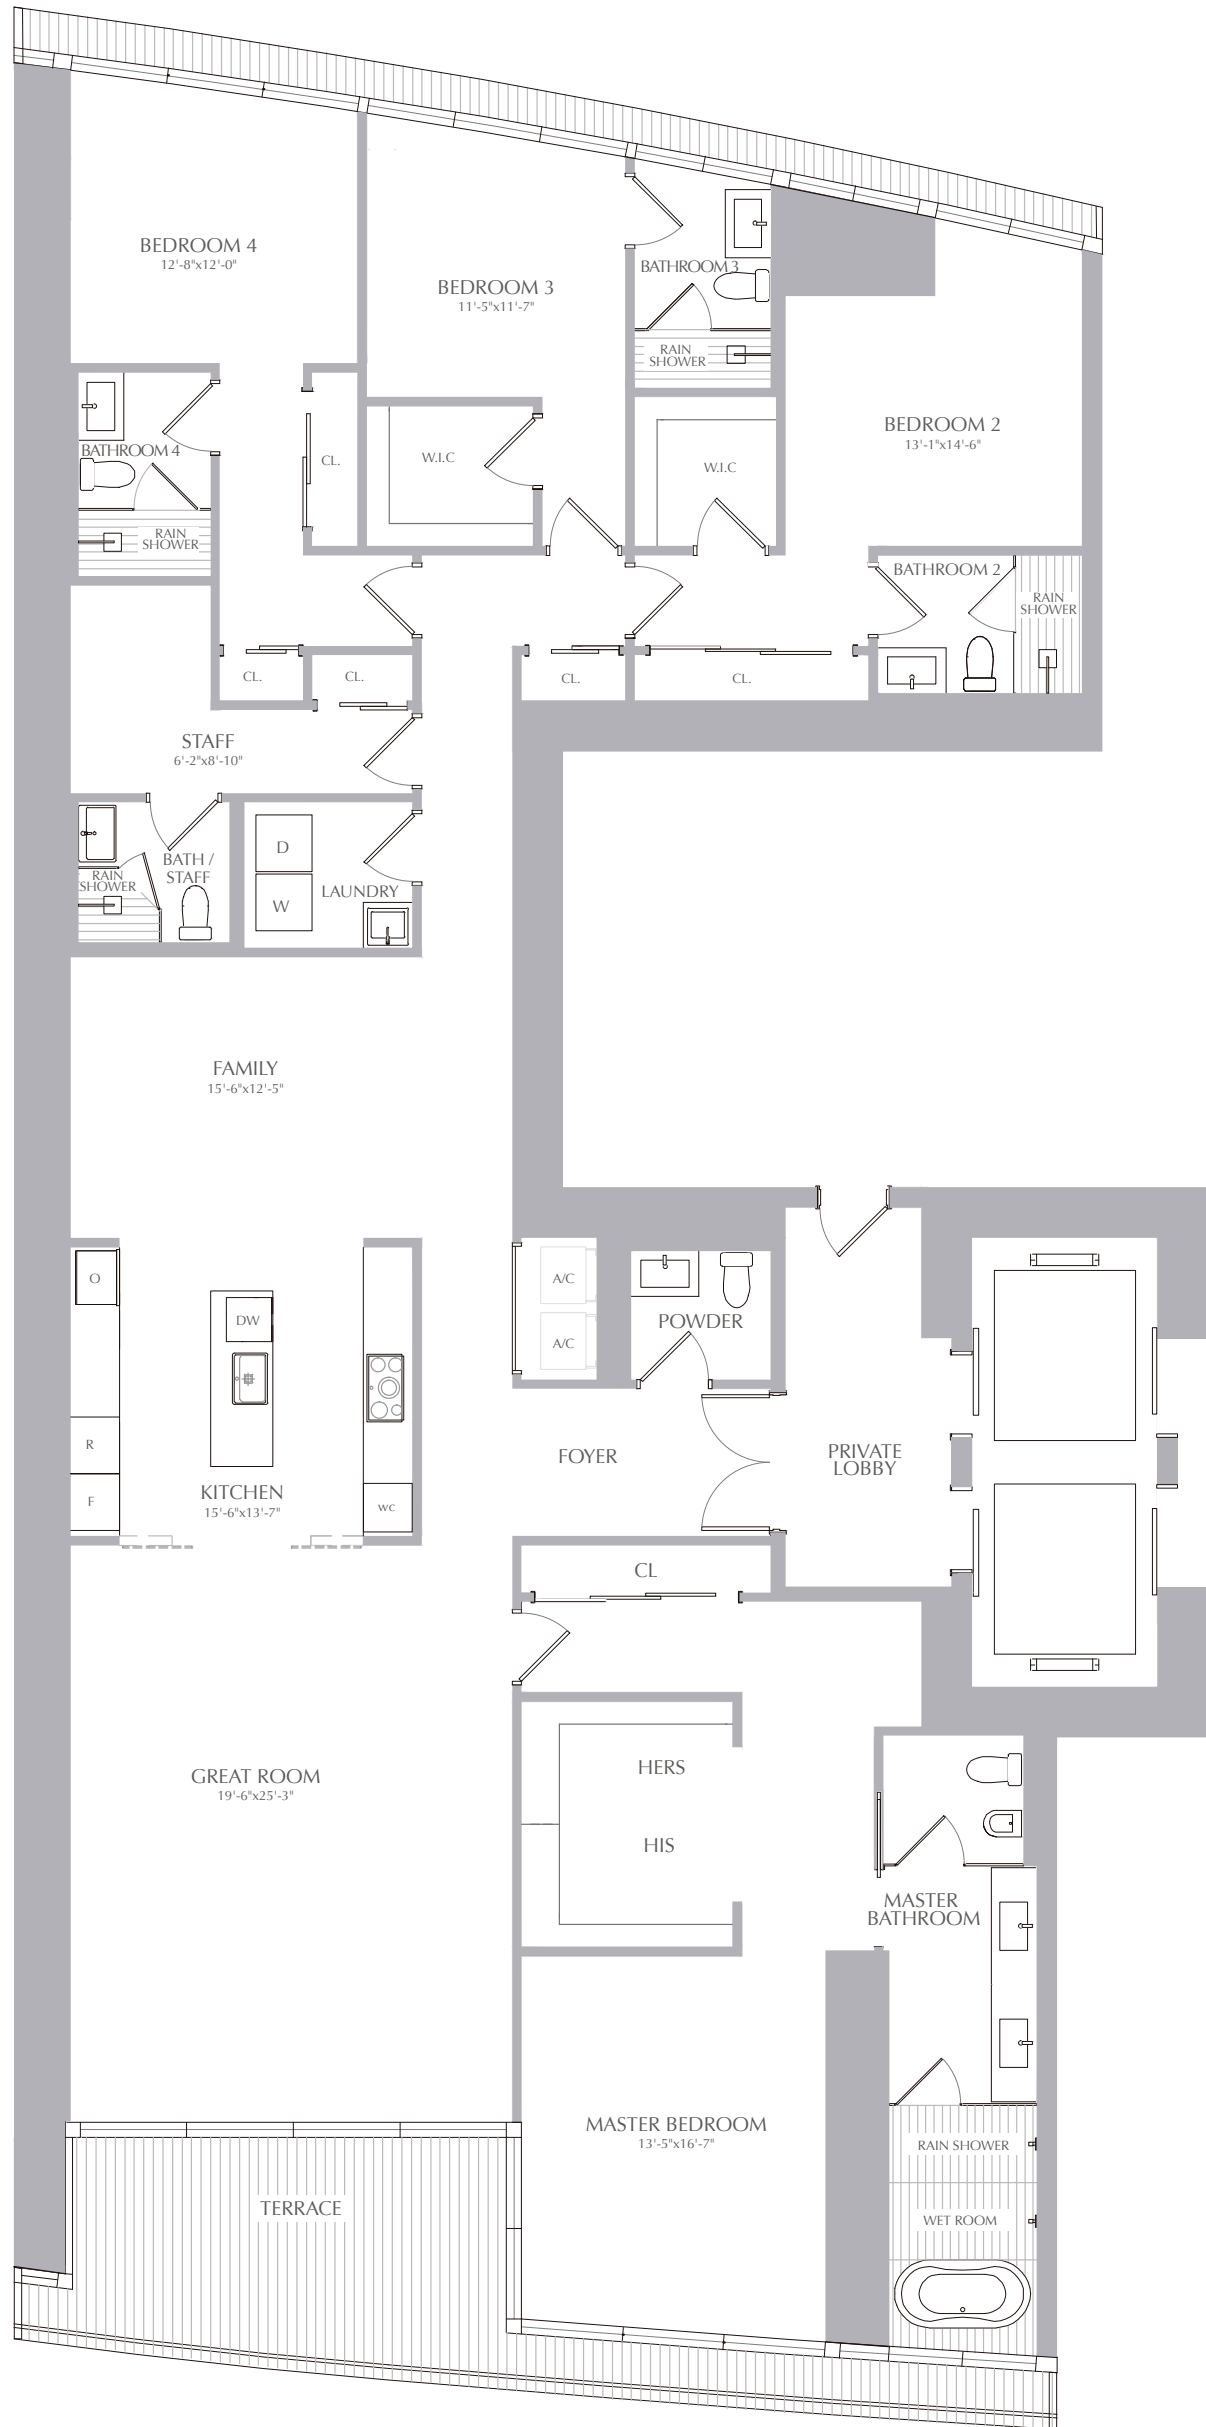 BEDROOM 4
12'-8"x12'-0"
BEDROOM 3
11'-5"x11'-7"
BATHROOM 3
RAIN
SHOWER
BEDROOM 2
13'-1"x14'-6"
BATHROOM 4
RAIN
SHOWER
CL.
W.I.C
W.I.C
BATHROOM 2
RAIN
SHOWER
CL.
CL.
CL.
CL.
STAFF
6'-2"x8'-10"
BATH /
STAFF
RAIN
SHOWER
D
W
LAUNDRY
FAMILY
15'-6"x12'-5"
O
DW
R
F
KITCHEN
15'-6"x13'-7"
wc
A/C
A/C
POWDER
FOYER
PRIVATE
LOBBY
CL
GREAT ROOM
19'-6"x25'-3"
HERS
HIS
MASTER
BATHROOM
MASTER BEDROOM
13'-5"x16'-7"
RAIN SHOWER
WET ROOM
TERRACE